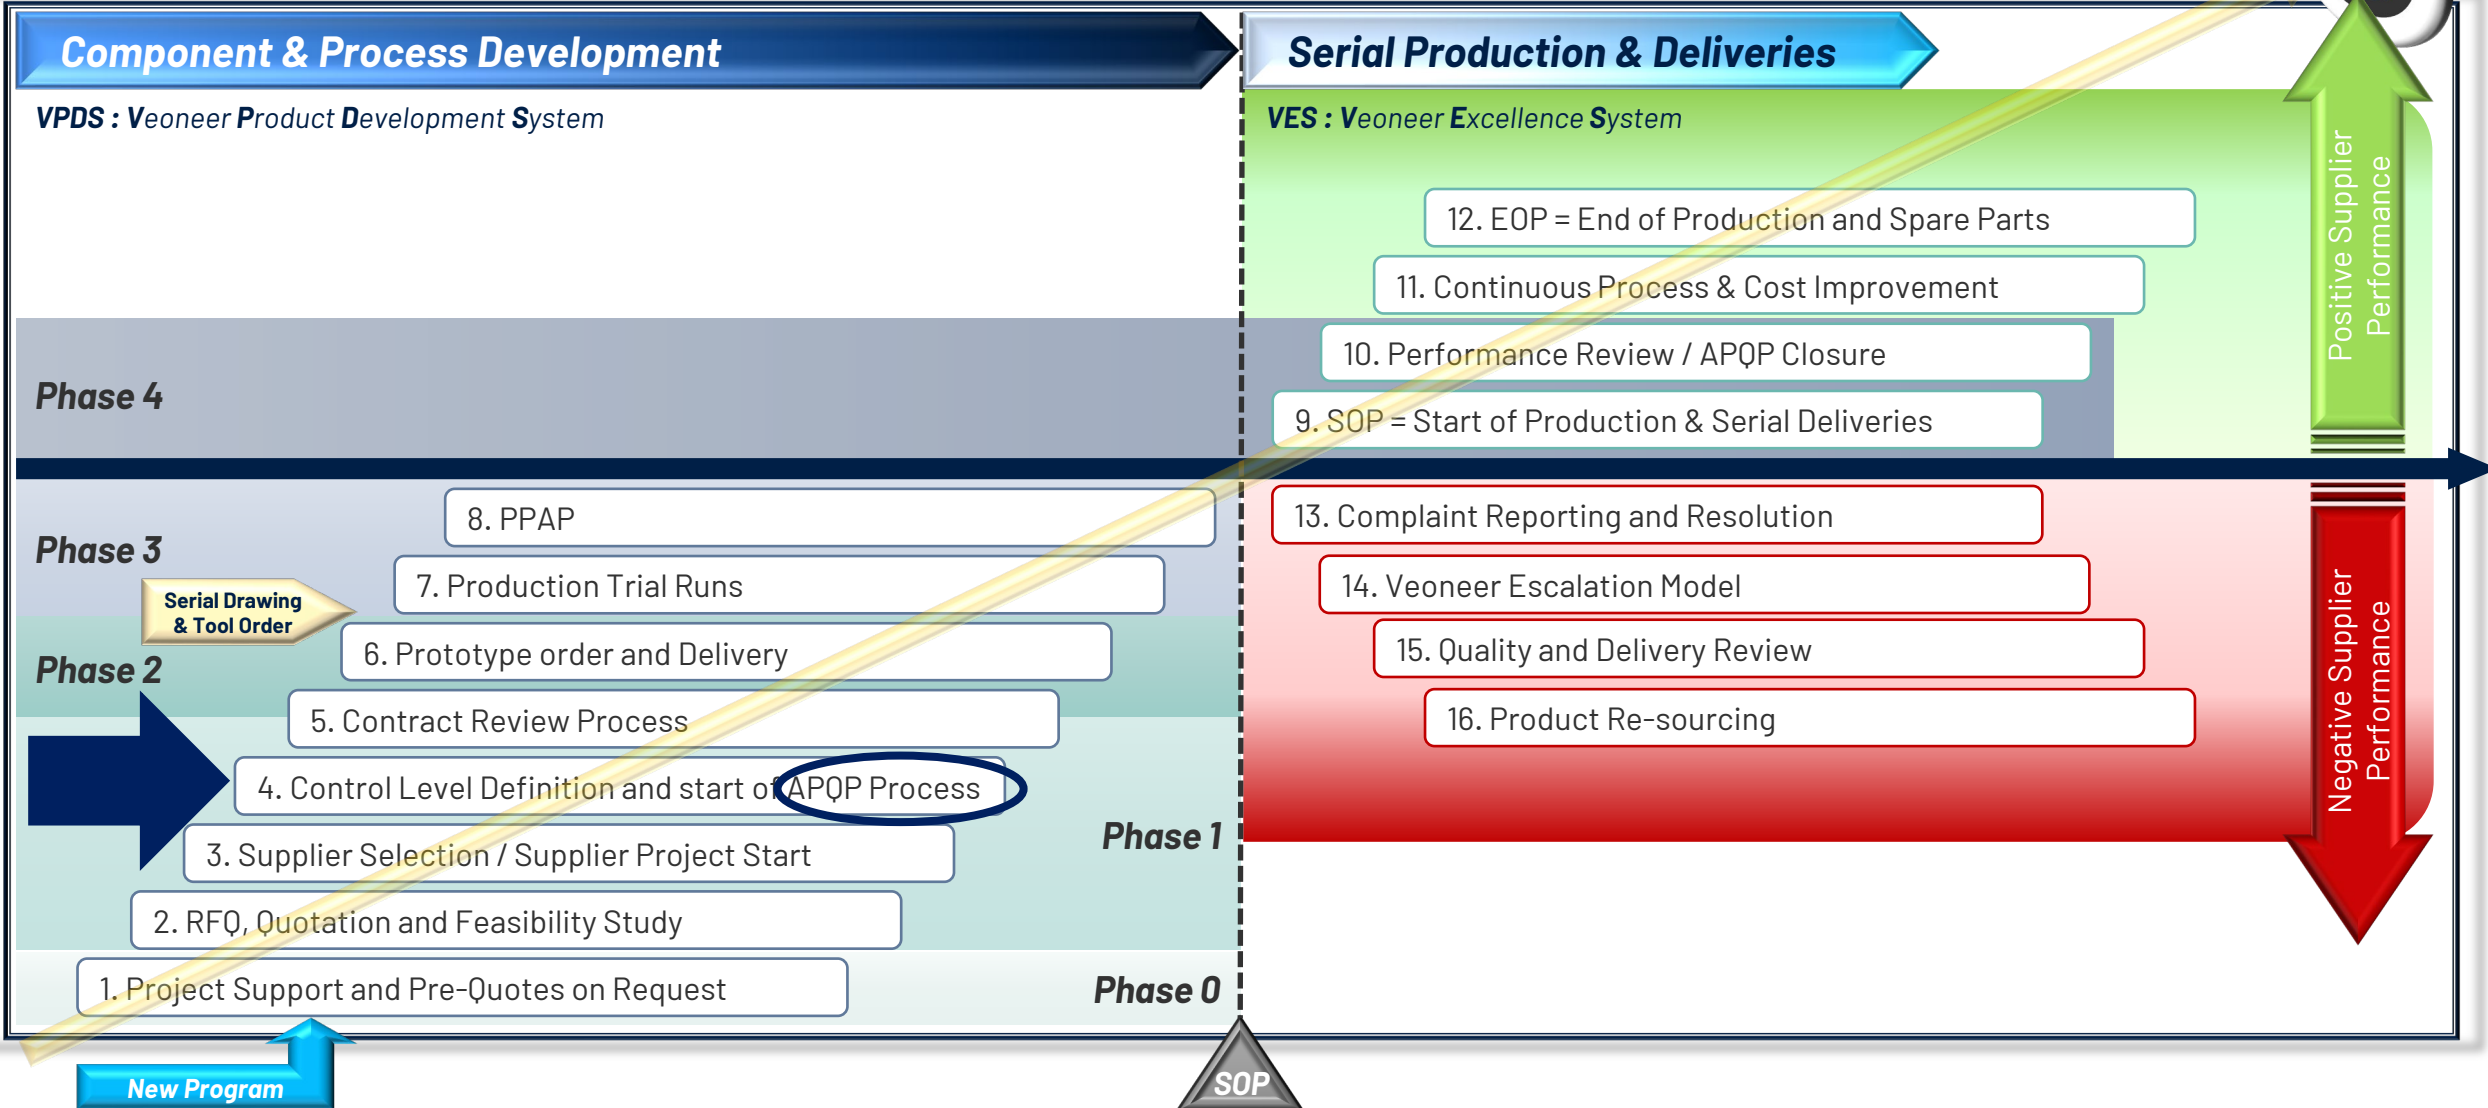 Component & Process Development
Serial Production & Deliveries
VPDS : Veoneer Product Development System
VES : Veoneer Excellence System
12. EOP = End of Production and Spare Parts
11. Continuous Process & Cost Improvement
10. Performance Review / APQP Closure
9. SOP = Start of Production & Serial Deliveries
Positive Supplier
Performance
Phase 4
Phase 3
8. PPAP
7. Production Trial Runs
Serial Drawing
& Tool Order
6. Prototype order and Delivery
Phase 2
5. Contract Review Process
4. Control Level Definition and start of APQP Process
3. Supplier Selection / Supplier Project Start
Phase 1
2. RFQ, Quotation and Feasibility Study
1. Project Support and Pre-Quotes on Request
Phase 0
13. Complaint Reporting and Resolution
14. Veoneer Escalation Model
15. Quality and Delivery Review
16. Product Re-sourcing
Negative Supplier
Performance
New Program
SOP